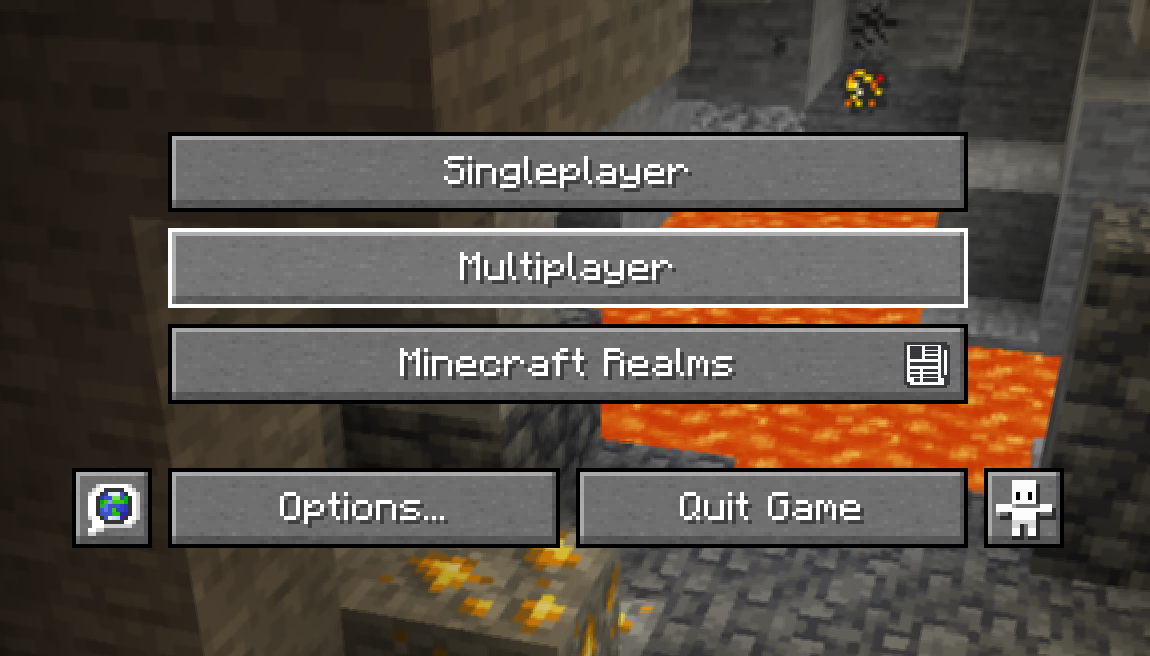 Singleplayer
Multiplayer
Minecraft Realms
Options...
Quit Game